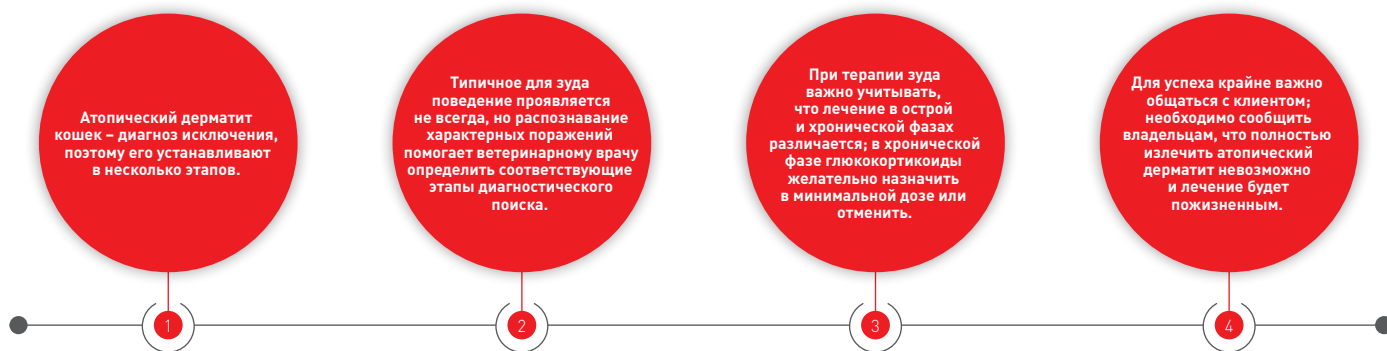 Атопический дерматит
кошек – диагноз исключения,
поэтому его устанавливают
в несколько этапов.
Типичное для зуда
поведение проявляется
не всегда, но распознавание
характерных поражений
помогает ветеринарному врачу
определить соответствующие
этапы диагностического
поиска.
При терапии зуда
важно учитывать,
что лечение в острой
и хронической фазах
различается; в хронической
фазе глюкокортикоиды
желательно назначить
в минимальной дозе или
отменить.
Для успеха крайне важно
общаться с клиентом;
необходимо сообщить
владельцам, что полностью
излечить атопический
дерматит невозможно
и лечение будет
пожизненным.
1
2
3
4